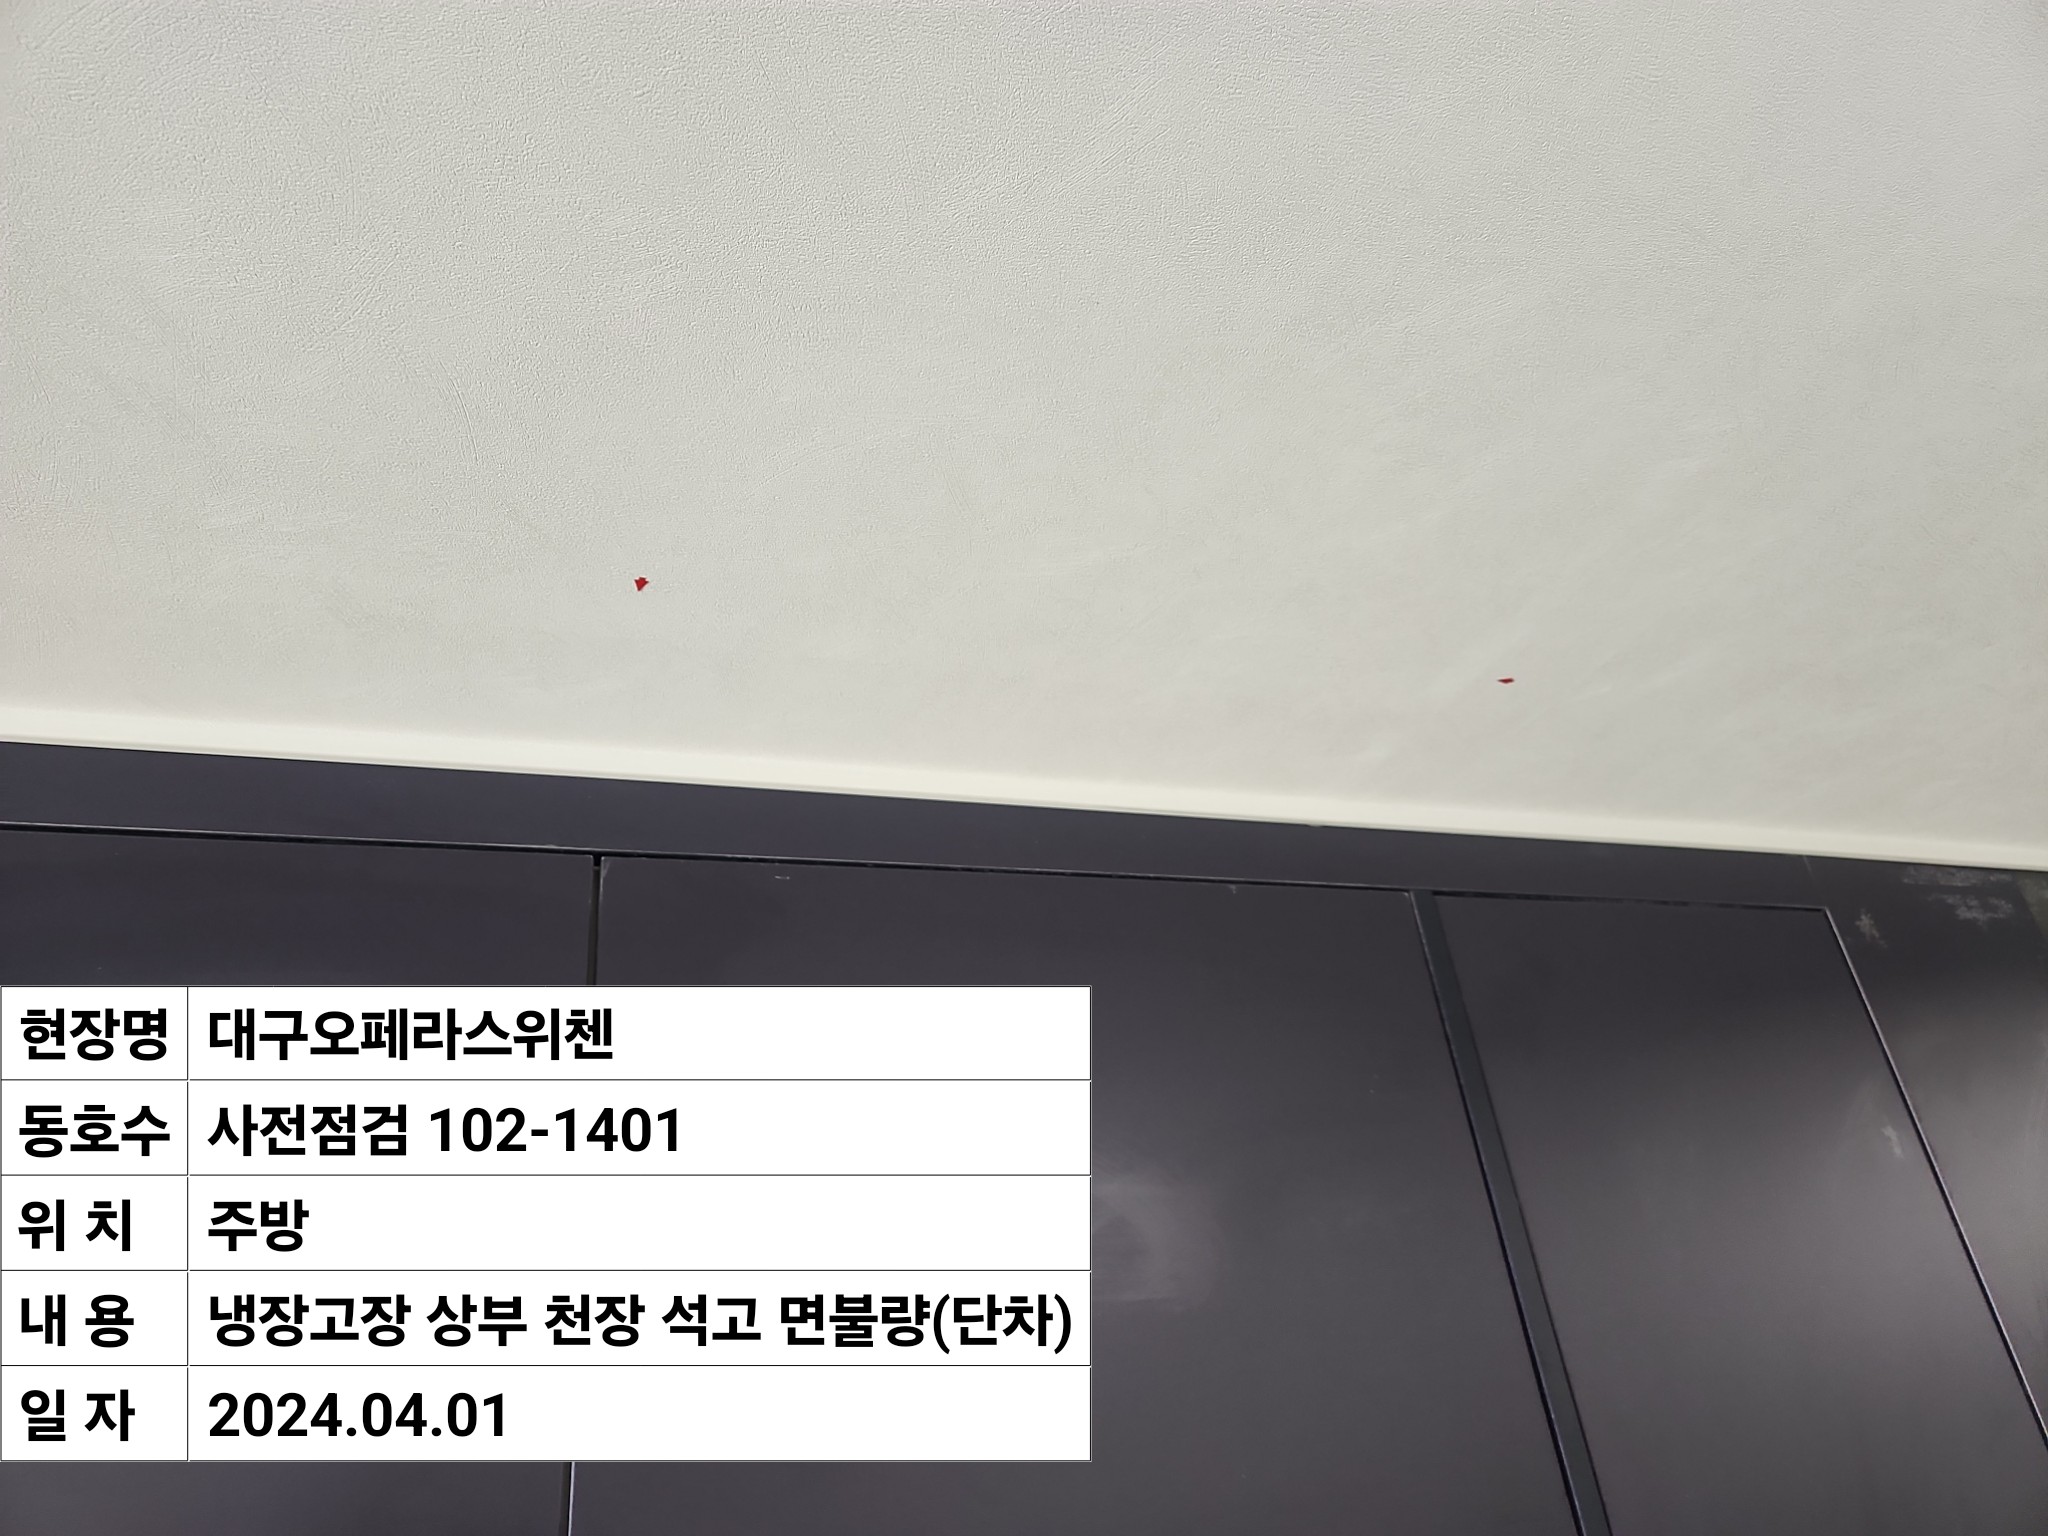 현장명 대구오페라스위첸
동호수 사전점검 102-1401
위 치 주방
내 용 냉장고장 상부 천장 석고 면불량(단차)
일 자 2024.04.01